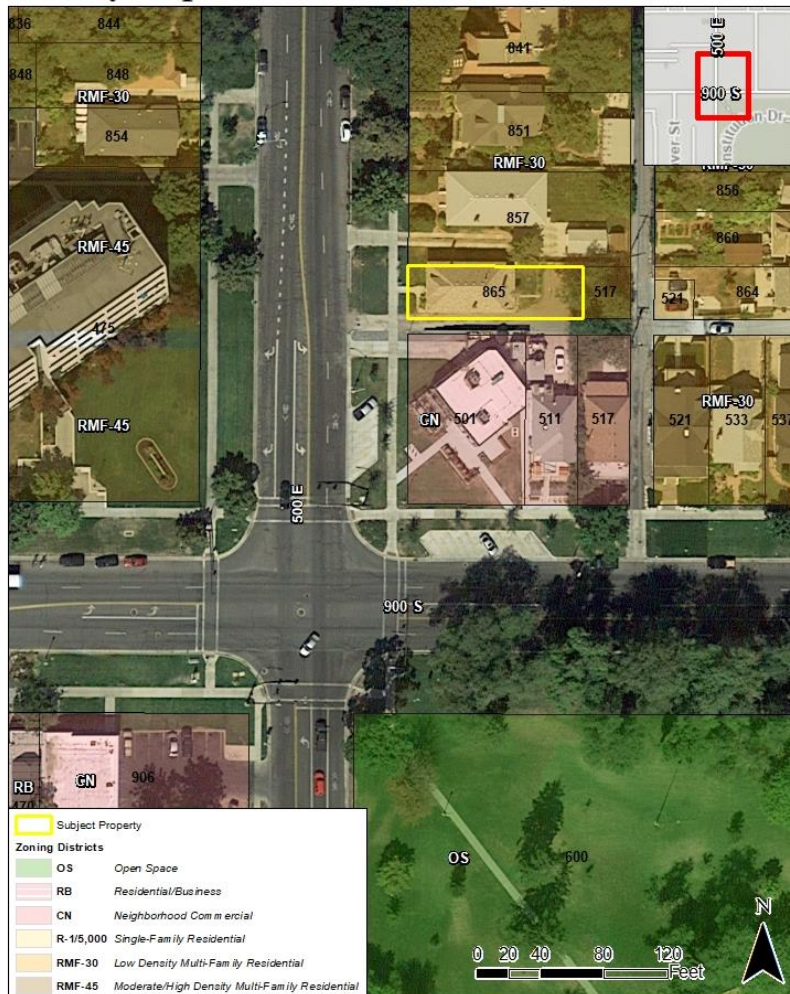 836
844
848
848
RMF-30
854
RMF-45
475
RMF-45
841
851
RMF-30
857
865
517
500 E
900 S
856
860
521
864
CN
501
511
517
RMF-30
521
533
537
500 E
900 S
RB
CN
906
OS
600
Subject Property
Zoning Districts
OS Open Space
RB Residential/Business
CN Neighborhood Commercial
R-1/5,000 Single-Family Residential
RMF-30 Low Density Multi-Family Residential
RMF-45 Moderate/High Density Multi-Family Residential
N
0 20 40 80 120
Feet